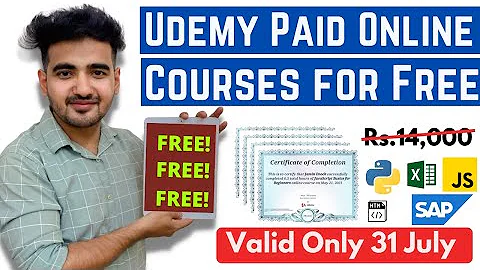 Udemy Paid Online
Courses for Free
FREE!
FREE!
FREE!
Rs.14,000
Certificate of Completion
JS
HTML
SAP
Valid Only 31 July